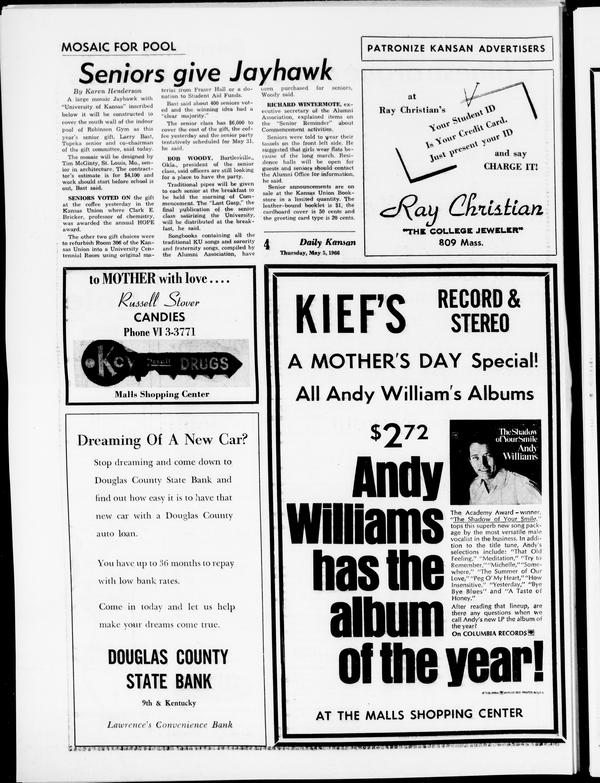 MOSAIC FOR POOL
Seniors give Jayhawk
By Karen Henderson
A large mosaic Jayhawk with
"University of Kansas" inscribed
below it will be constructed to
cover the south wall of the indoor
pool of Robinson Gym as this
year's senior gift, Larry Bast,
Topeka senior and co-chairman
of the gift committee, said today.
The mosaic will be designed by
Tim McGinty, St. Louis, Mo., sen-
ior in architecture. The contract-
or's estimate is for $4,100 and
work should start before school is
out, Bast said.
SENIORS VOTED ON the gift
at the coffee yesterday in the
Kansas Union where Clark E.
Bricker, professor of chemistry,
was awarded the annual HOPE
award.
The other two gift choices were
to refurbish Room 306 of the Kan-
sas Union into a University Cen-
tennial Room using original ma-
terias from Fraser Hall or a do-
nation to Student Aid Funds.
Bast said about 400 seniors vot-
ed and the winning idea had a
"clear majority."
The senior class has $6,000 to
cover the cost of the gift, the cof-
fee yesterday and the senior party
tentatively scheduled for May 31,
he said.
BOB WOODY, Bartlesville,
Okla., president of the senior
class, said officers are still looking
for a place to have the party.
Traditional pipes will be given
to each senior at the breakfast to
be held the morning of Com-
mencement. The "Last Gasp," the
final publication of the senior
class satirizing the University,
will be distributed at the break-
fast, he said.
Songbooks containing all the
traditional KU songs and sorority
and fraternity songs, compiled by
the Alumni Association, have
been purchased for seniors,
Woody said.
RICHARD WINTERMOTE, ex-
ecutive secretary of the Alumni
Association, explained items on
the "Senior Reminder" about
Commencement activities.
Seniors were told to wear their
tassels on the front left side. He
suggested that girls wear flats be-
cause of the long march. Resi-
dence halls will be open for
guests and seniors should contact
the Alumni Office for information,
he said.
Senior announcements are on
sale at the Kansas Union Book-
store in a limited quantity. The
leather-bound booklet is $1, the
cardboard cover is 50 cents and
the greeting card type is 20 cents.
4 Daily Kansan
Thursday, May 5, 1966
PATRONIZE KANSAN ADVERTISERS
at
Ray Christian's
Your Student ID
Is Your Credit Card.
Just present your ID
and say
CHARGE IT!
Ray Christian
"THE COLLEGE JEWELER"
809 Mass.
to MOTHER with love....
Russell Stover
CANDIES
Phone VI 3-3771
DRUGS
Malls Shopping Center
Dreaming Of A New Car?
Stop dreaming and come down to
Douglas County State Bank and
find out how easy it is to have that
new car with a Douglas County
auto loan.
You have up to 36 months to repay
with low bank rates.
Come in today and let us help
make your dreams come true.
DOUGLAS COUNTY
STATE BANK
9th & Kentucky
Lawrence's Convenience Bank
KIEF'S RECORD &
STEREO
A MOTHER'S DAY Special!
All Andy William's Albums
$2.72
Andy
Williams
has the
album
of the year!
The Shadow
of Your Smile
Andy
Williams
The Academy Award-winner,
"The Shadow of Your Smile,"
tops this superb new song pack-
age by the most versatile male
vocalist in the business. In addi-
tion to the title tune, Andy's
selections include: "That Old
Feeling," "Meditation," "Try to
Remember," "Michelle," "Some-
where," "The Summer of Our
Love," "Peg O' My Heart," "How
Insensitive," "Yesterday," "Bye
Bye Blues" and "A Taste of
Honey."
After reading that lineup, are
there any questions when we
call Andy's new LP the album of
the year?
On COLUMBIA RECORDS
AT THE MALLS SHOPPING CENTER